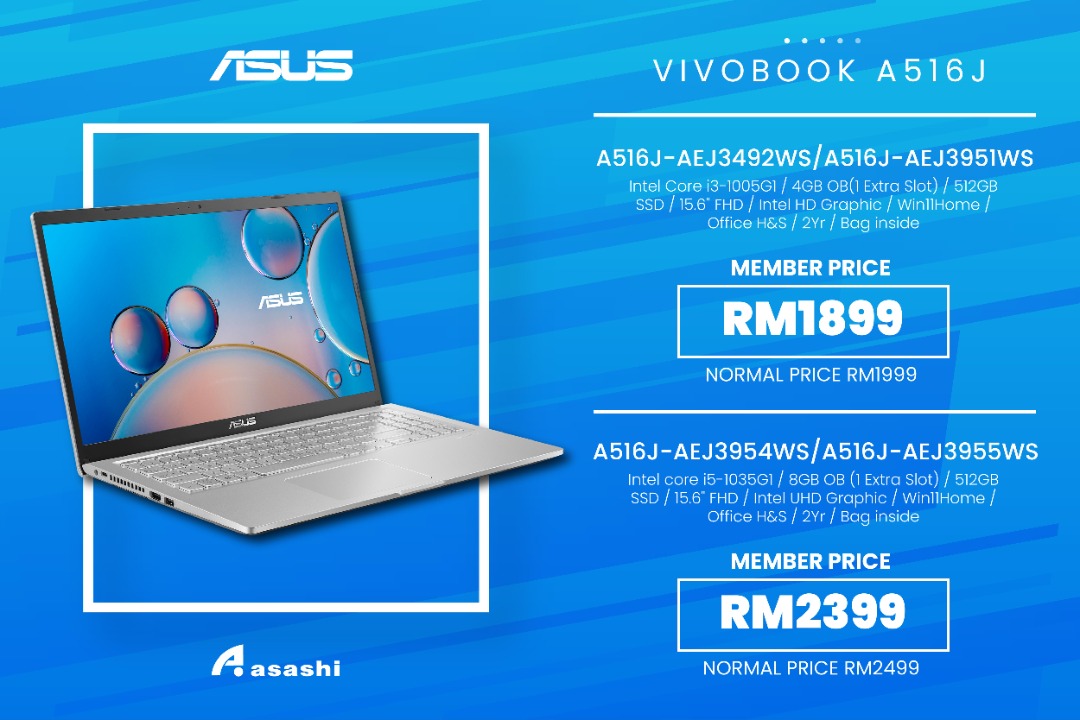 ASUS
VIVOBOOK A516J
A516J-AEJ3492WS/A516J-AEJ3951WS
Intel Core i3-1005G1 / 4GB OB(1 Extra Slot) / 512GB
SSD / 15.6" FHD / Intel HD Graphic / Win11Home /
Office H&S / 2Yr / Bag inside
MEMBER PRICE
RM1899
NORMAL PRICE RM1999
A516J-AEJ3954WS/A516J-AEJ3955WS
Intel core i5-1035G1 / 8GB OB (1 Extra Slot) / 512GB
SSD / 15.6" FHD / Intel UHD Graphic / Win11Home /
Office H&S / 2Yr / Bag inside
MEMBER PRICE
RM2399
NORMAL PRICE RM2499
ASUS
ASUS
asashi